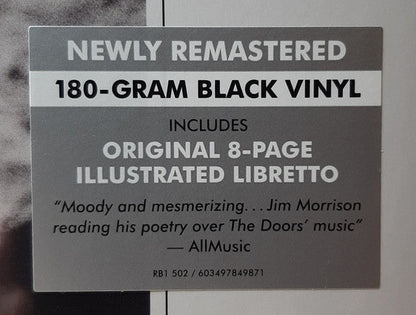 NEWLY REMASTERED
180-GRAM BLACK VINYL
INCLUDES
ORIGINAL 8-PAGE
ILLUSTRATED LIBRETTO
“Moody and mesmerizing... Jim Morrison
reading his poetry over The Doors’ music”
— AllMusic
RB1 502 / 603497849871